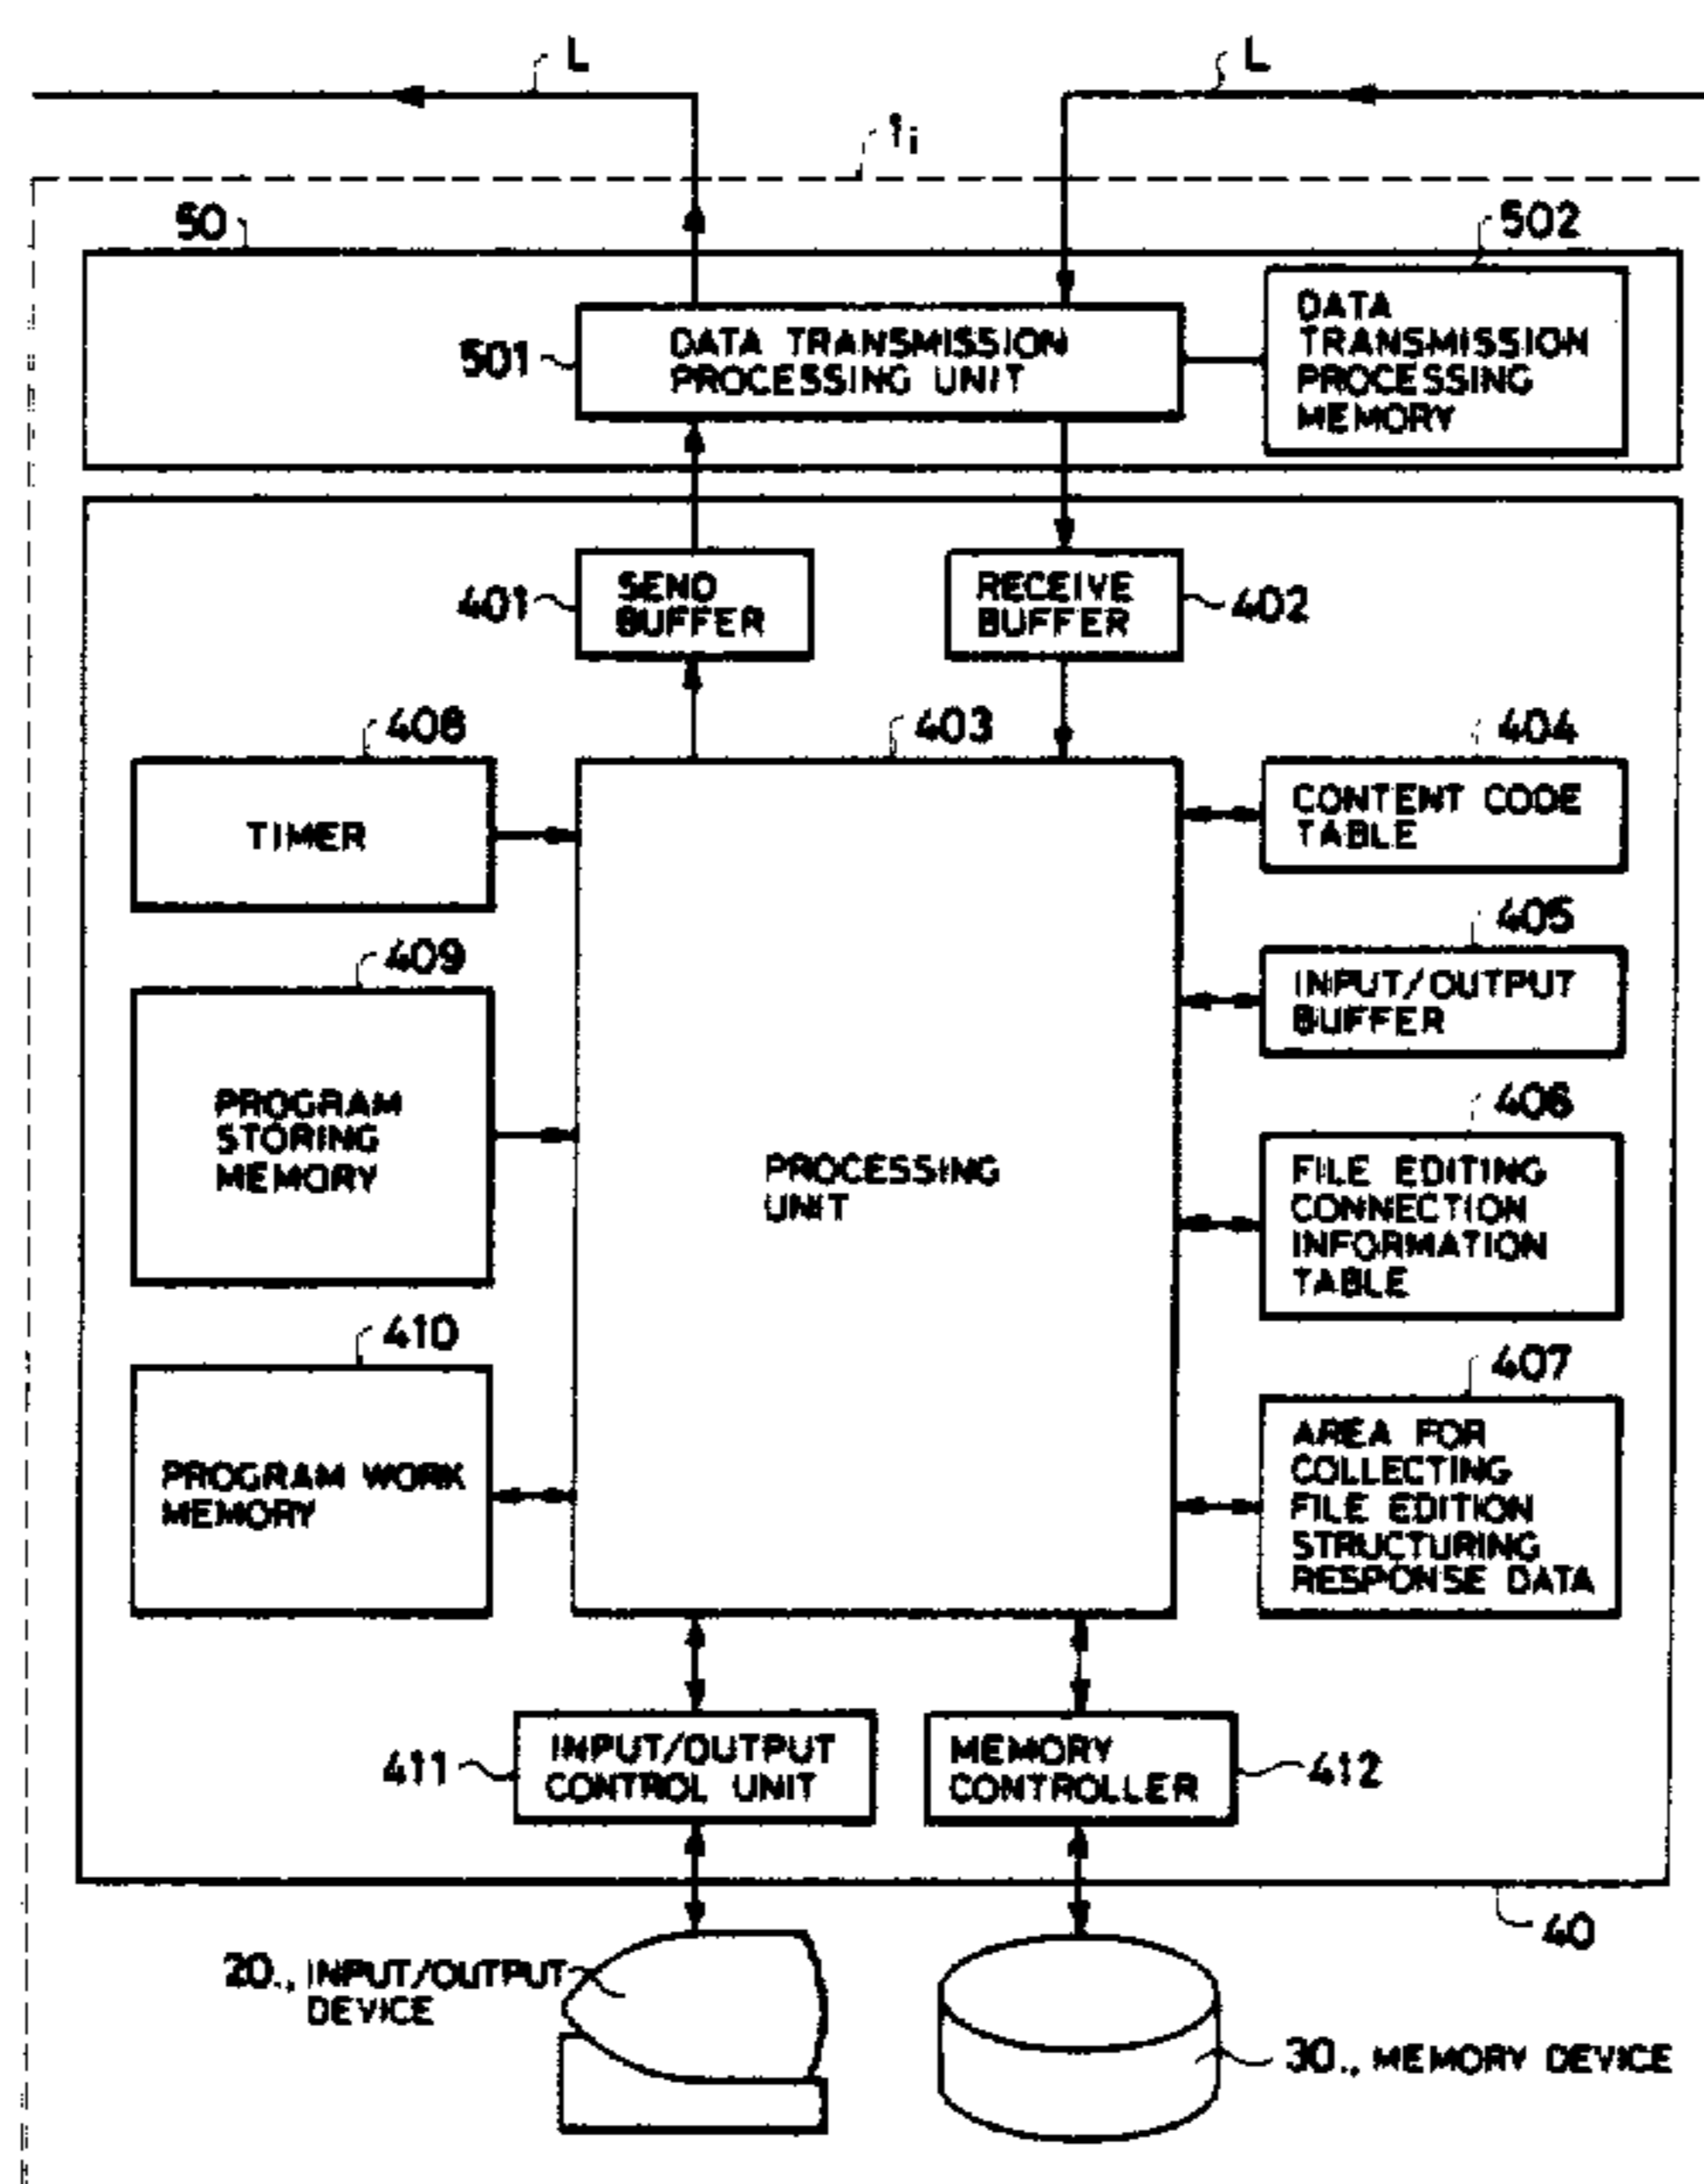 L
L
1i
50
502
501
DATA TRANSMISSION
PROCESSING UNIT
DATA
TRANSMISSION
PROCESSING
MEMORY
401
SEND
BUFFER
RECEIVE
BUFFER
402
408
403
404
TIMER
CONTENT CODE
TABLE
409
405
INPUT/OUTPUT
BUFFER
PROGRAM
STORING
MEMORY
PROCESSING
UNIT
406
FILE EDITING
CONNECTION
INFORMATION
TABLE
410
407
PROGRAM WORK
MEMORY
AREA FOR
COLLECTING
FILE EDITION
STRUCTURING
RESPONSE DATA
411
INPUT/OUTPUT
CONTROL UNIT
MEMORY
CONTROLLER
412
40
20., INPUT/OUTPUT
DEVICE
30., MEMORY DEVICE